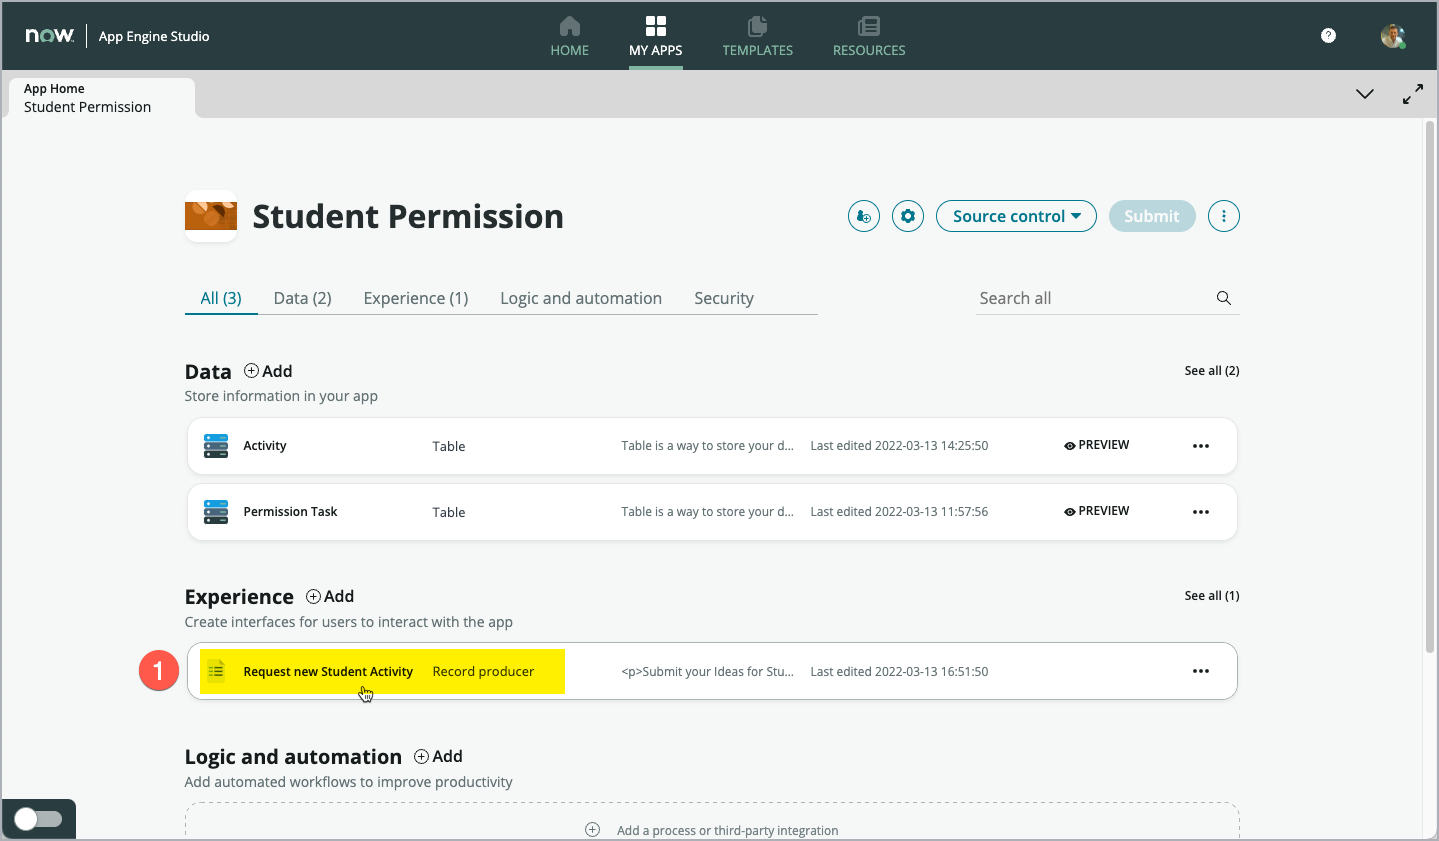 now App Engine Studio
HOME MY APPS TEMPLATES RESOURCES
?
App Home
Student Permission
Student Permission
Source control Submit
All (3) Data (2) Experience (1) Logic and automation Security Search all
Data Add See all (2)
Store information in your app
Activity Table Table is a way to store your d... Last edited 2022-03-13 14:25:50 PREVIEW
Permission Task Table Table is a way to store your d... Last edited 2022-03-13 11:57:56 PREVIEW
Experience Add See all (1)
Create interfaces for users to interact with the app
1 Request new Student Activity Record producer <p>Submit your Ideas for Stu... Last edited 2022-03-13 16:51:50
Logic and automation Add
Add automated workflows to improve productivity
Add a process or third-party integration